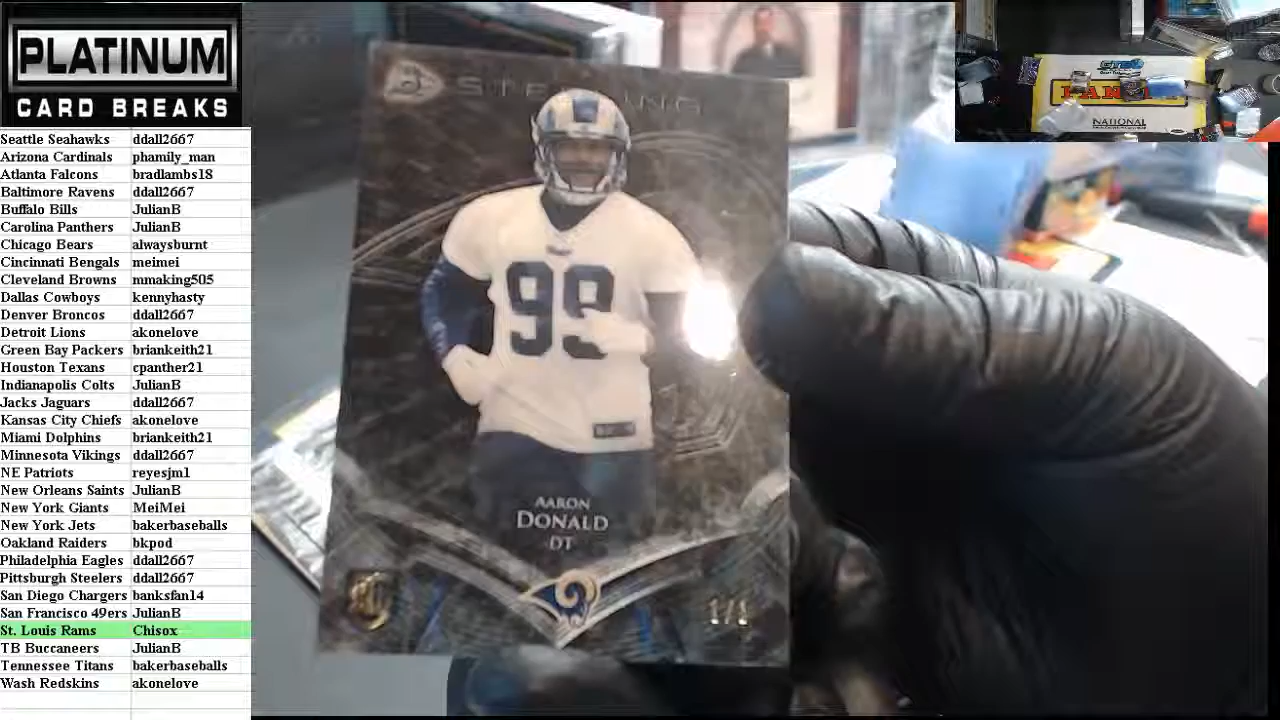 PLATINUM
CARD BREAKS
Seattle Seahawks ddall2667
Arizona Cardinals phamily_man
Atlanta Falcons bradlambs18
Baltimore Ravens ddall2667
Buffalo Bills JulianB
Carolina Panthers JulianB
Chicago Bears alwaysburnt
Cincinnati Bengals meimei
Cleveland Browns mmaking505
Dallas Cowboys kennyhasty
Denver Broncos ddall2667
Detroit Lions akonelove
Green Bay Packers briankeith21
Houston Texans cpanther21
Indianapolis Colts JulianB
Jacks Jaguars ddall2667
Kansas City Chiefs akonelove
Miami Dolphins briankeith21
Minnesota Vikings ddall2667
NE Patriots reyesjm1
New Orleans Saints JulianB
New York Giants MeiMei
New York Jets bakerbaseballs
Oakland Raiders bkpod
Philadelphia Eagles ddall2667
Pittsburgh Steelers ddall2667
San Diego Chargers banksfan14
San Francisco 49ers JulianB
St. Louis Rams Chisox
TB Buccaneers JulianB
Tennessee Titans bakerbaseballs
Wash Redskins akonelove
STERLING
99
AARON
DONALD
DT
1/1
NATIONAL